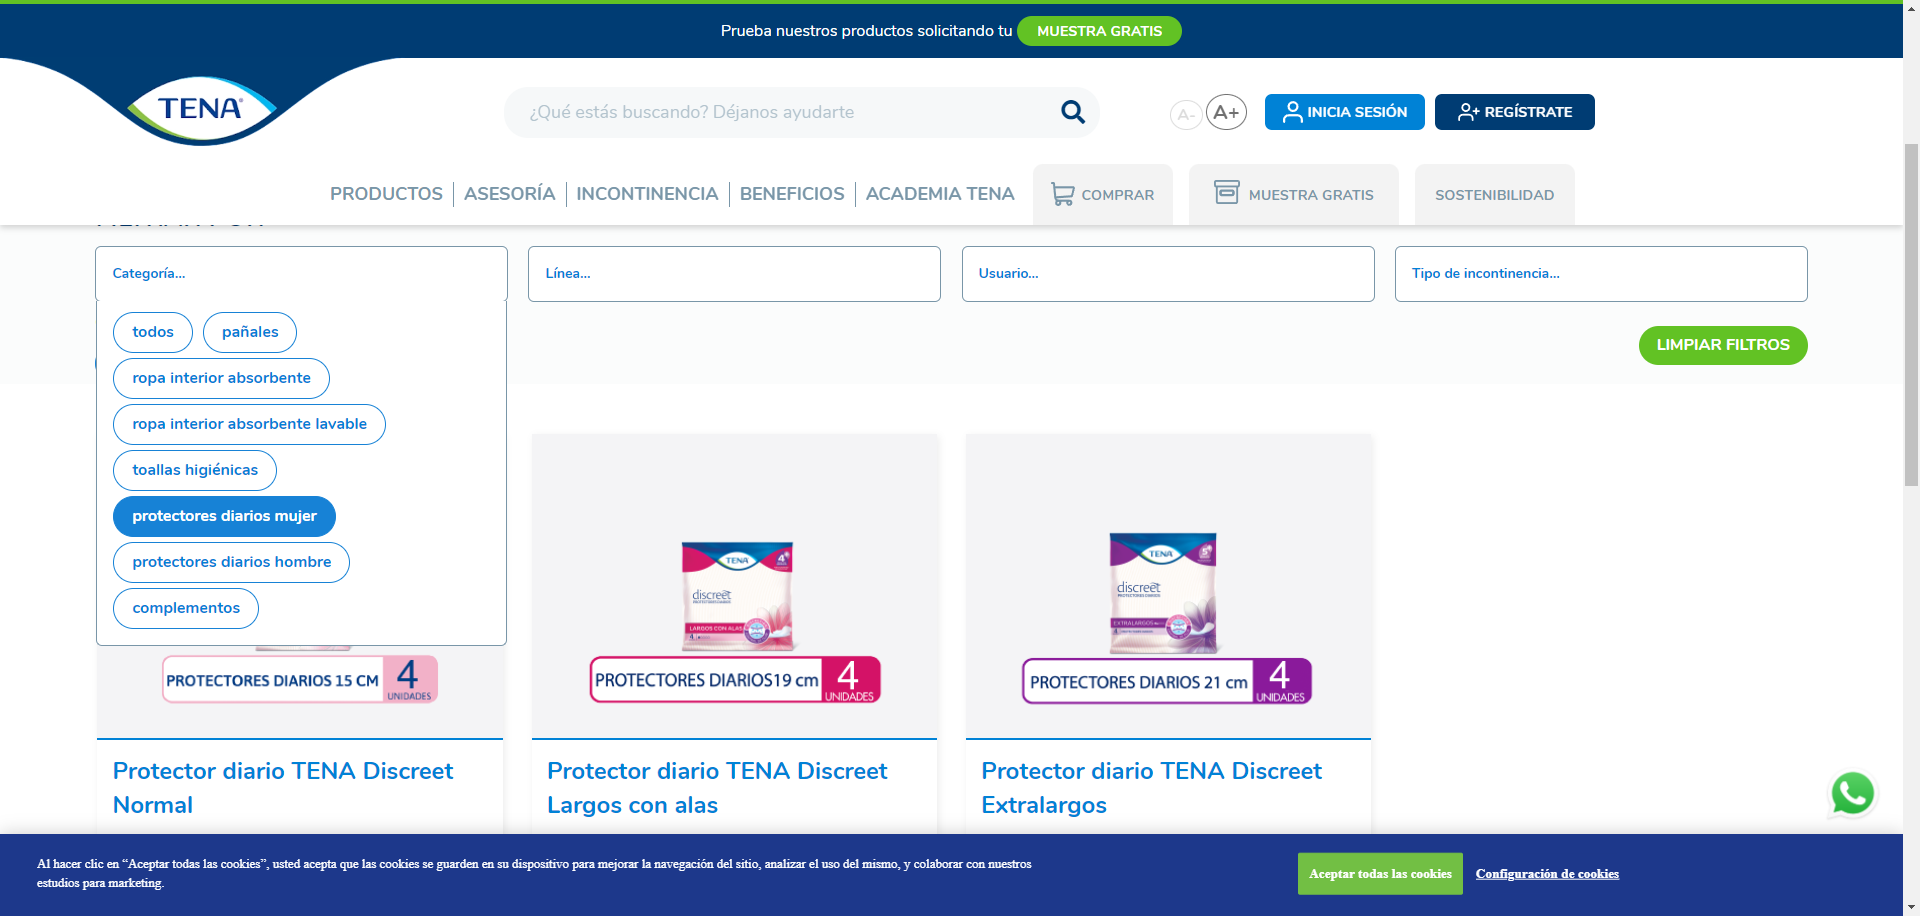 Prueba nuestros productos solicitando tu MUESTRA GRATIS
TENA
¿Qué estás buscando? Déjanos ayudarte
A- A+
INICIA SESIÓN
REGÍSTRATE
PRODUCTOS
ASESORÍA
INCONTINENCIA
BENEFICIOS
ACADEMIA TENA
COMPRAR
MUESTRA GRATIS
SOSTENIBILIDAD
Categoría...
Línea...
Usuario...
Tipo de incontinencia...
todos
pañales
ropa interior absorbente
ropa interior absorbente lavable
toallas higiénicas
protectores diarios mujer
protectores diarios hombre
complementos
LIMPIAR FILTROS
PROTECTORES DIARIOS 15 CM
4
UNIDADES
TENA
discreet
LARGOS CON ALAS
PROTECTORES DIARIOS19 cm
4
UNIDADES
TENA
discreet
EXTRALARGOS
PROTECTORES DIARIOS 21 cm
4
UNIDADES
Protector diario TENA Discreet
Normal
Protector diario TENA Discreet
Largos con alas
Protector diario TENA Discreet
Extralargos
Al hacer clic en “Aceptar todas las cookies”, usted acepta que las cookies se guarden en su dispositivo para mejorar la navegación del sitio, analizar el uso del mismo, y colaborar con nuestros
estudios para marketing.
Aceptar todas las cookies
Configuración de cookies